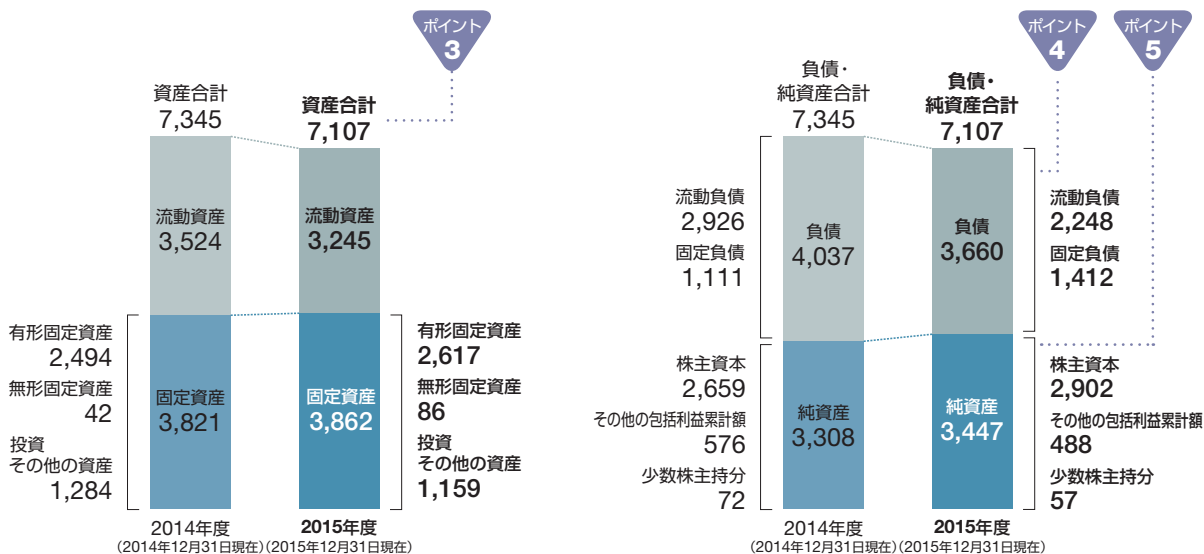 ポイント
3
資産合計
7,345
資産合計
7,107
流動資産
3,524
流動資産
3,245
有形固定資産
2,494
無形固定資産
42
投資
その他の資産
1,284
固定資産
3,821
固定資産
3,862
有形固定資産
2,617
無形固定資産
86
投資
その他の資産
1,159
2014年度
(2014年12月31日現在)
2015年度
(2015年12月31日現在)
ポイント
4
ポイント
5
負債・
純資産合計
7,345
負債・
純資産合計
7,107
流動負債
2,926
固定負債
1,111
負債
4,037
負債
3,660
流動負債
2,248
固定負債
1,412
株主資本
2,659
その他の包括利益累計額
576
少数株主持分
72
純資産
3,308
純資産
3,447
株主資本
2,902
その他の包括利益累計額
488
少数株主持分
57
2014年度
(2014年12月31日現在)
2015年度
(2015年12月31日現在)